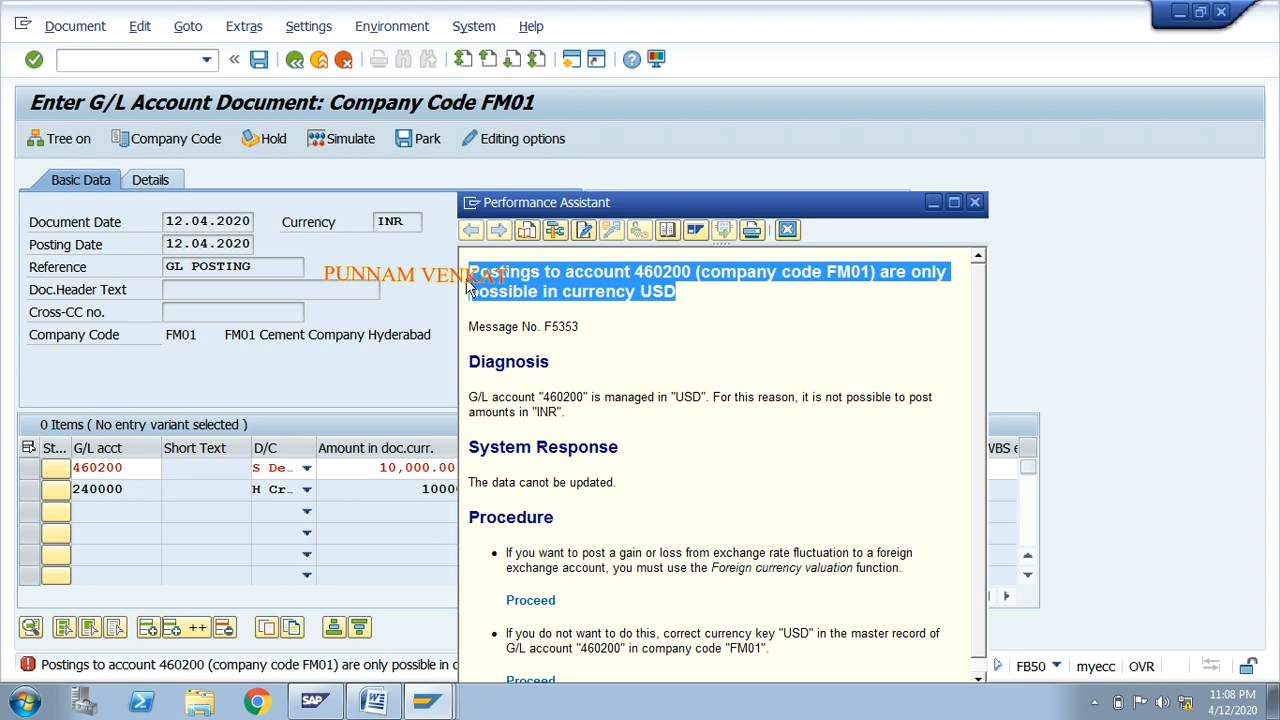 Document Edit Goto Extras Settings Environment System Help
Enter G/L Account Document: Company Code FM01
Tree on Company Code Hold Simulate Park Editing options
Basic Data Details
Document Date 12.04.2020 Currency INR
Posting Date 12.04.2020
Reference GL POSTING
Doc.Header Text
Cross-CC no.
Company Code FM01 FM01 Cement Company Hyderabad
PUNNAM VENKAT
0 Items ( No entry variant selected )
St... G/L acct Short Text D/C Amount in doc.curr.
460200 S De… 10,000.00
240000 H Cr… 1000
Performance Assistant
Postings to account 460200 (company code FM01) are only
possible in currency USD
Message No. F5353
Diagnosis
G/L account "460200" is managed in "USD". For this reason, it is not possible to post
amounts in "INR".
System Response
The data canot be updated.
Procedure
• If you want to post a gain or loss from exchange rate fluctuation to a foreign
exchange account, you must use the Foreign currency valuation function.
Proceed
• If you do not want to do this, correct currency key "USD" in the master record of
G/L account "460200" in company code "FM01".
Proceed
WBS e
Postings to account 460200 (company code FM01) are only possible in c
FB50 myecc OVR
SAP
11:08 PM
4/12/2020